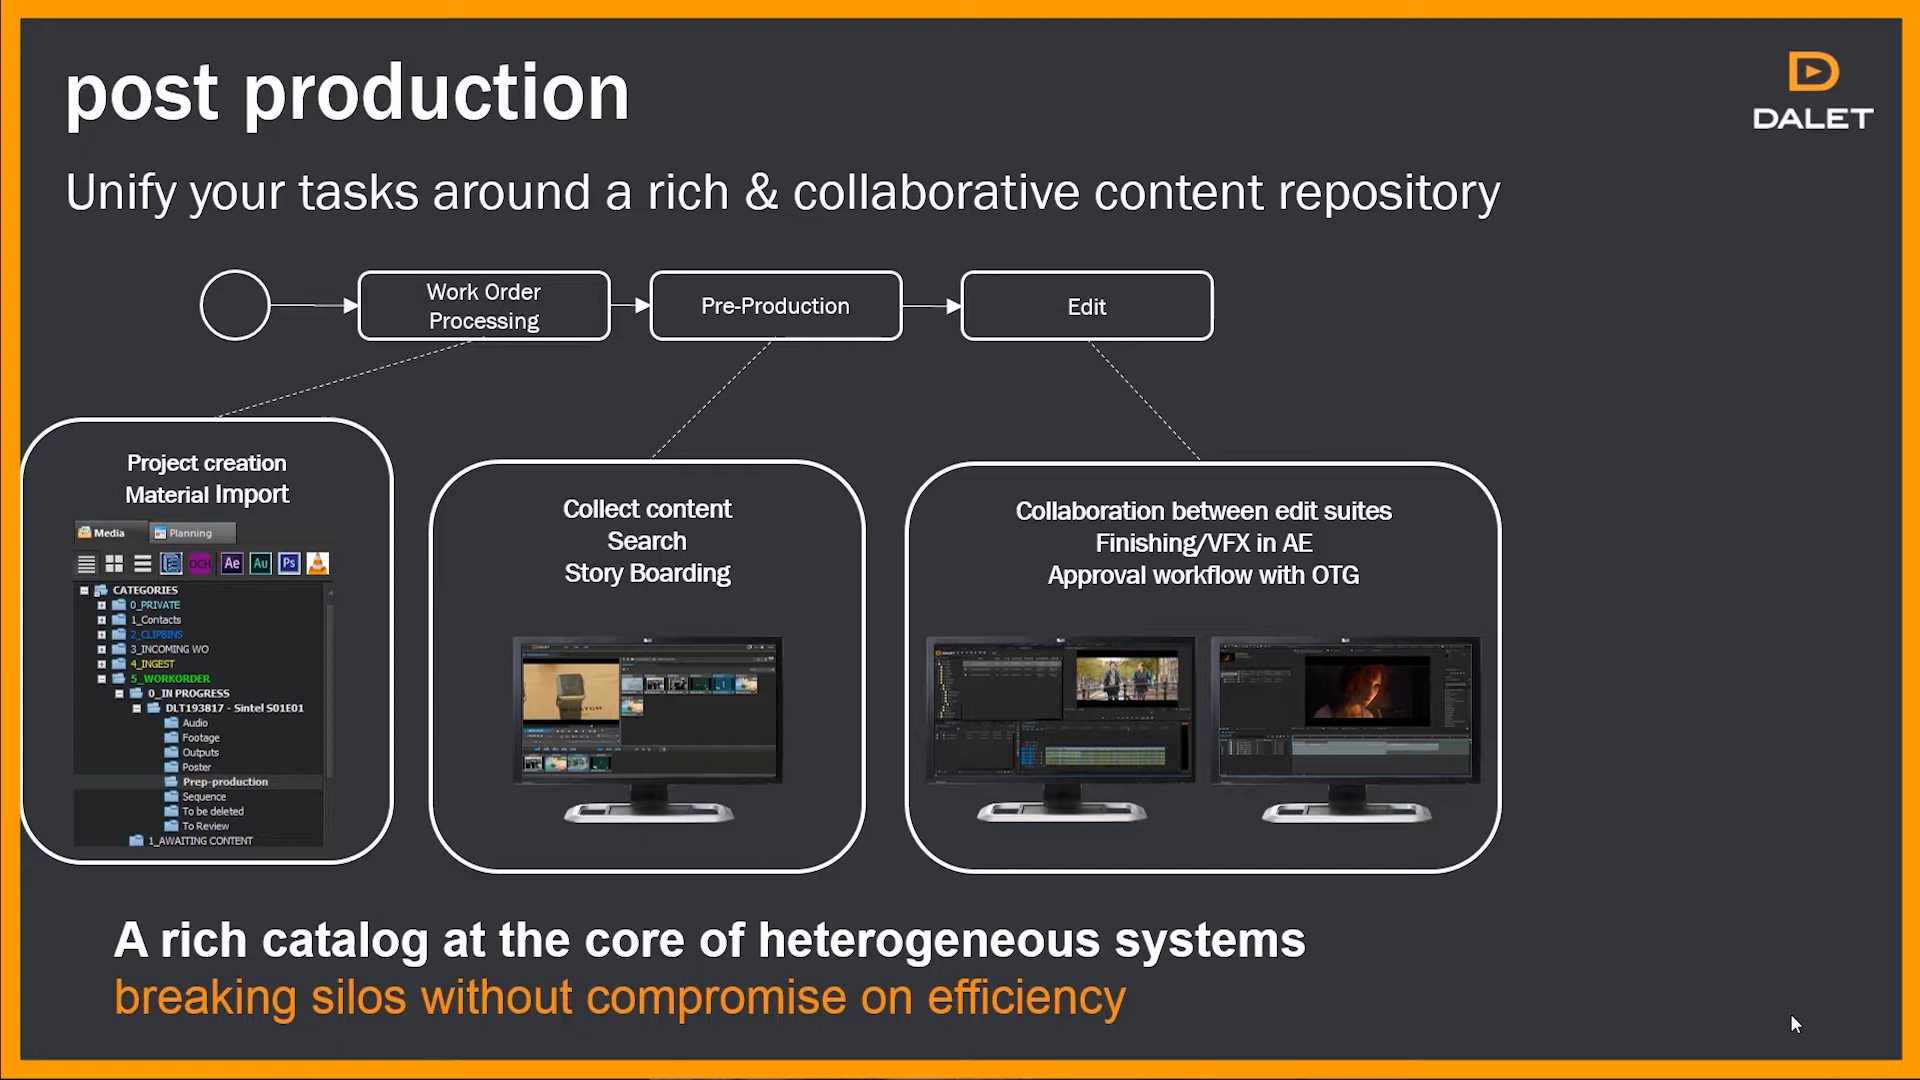 post production
DALET
Unify your tasks around a rich & collaborative content repository
Work Order
Processing
Pre-Production
Edit
Project creation
Material Import
Media
Planning
OCH
Ae
Au
Ps
CATEGORIES
0_PRIVATE
1_Contacts
2_CLIPBINS
3_INCOMING WO
4_INGEST
5_WORKORDER
0_IN PROGRESS
DLT193817 - Sintel S01E01
Audio
Footage
Outputs
Poster
Prep-production
Sequence
To be deleted
To Review
1_AWAITING CONTENT
Collect content
Search
Story Boarding
Collaboration between edit suites
Finishing/VFX in AE
Approval workflow with OTG
A rich catalog at the core of heterogeneous systems
breaking silos without compromise on efficiency